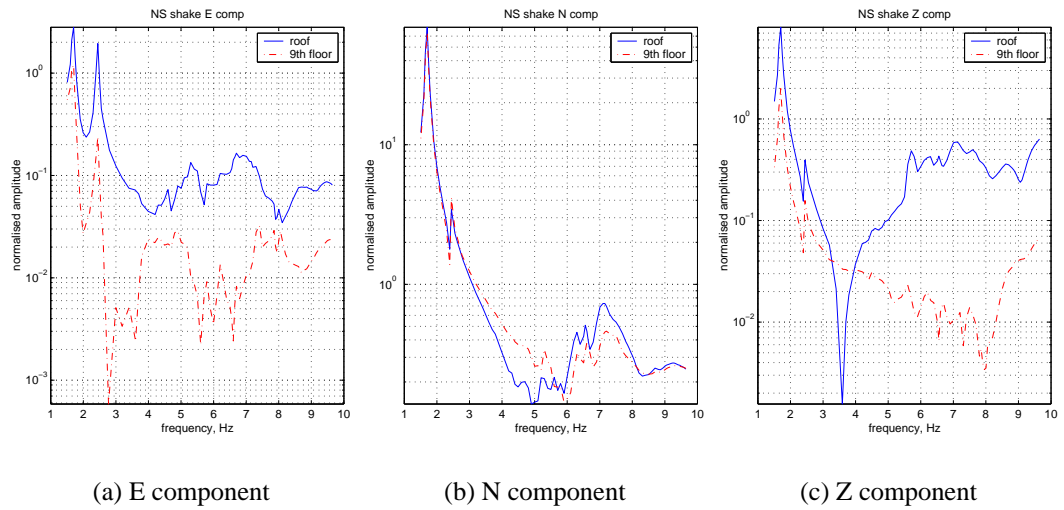 NS shake E comp
roof
9th floor
normalised amplitude
10^0
10^-1
10^-2
10^-3
1 2 3 4 5 6 7 8 9 10
frequency, Hz
NS shake N comp
roof
9th floor
normalised amplitude
10^1
10^0
1 2 3 4 5 6 7 8 9 10
frequency, Hz
NS shake Z comp
roof
9th floor
normalised amplitude
10^0
10^-1
10^-2
1 2 3 4 5 6 7 8 9 10
frequency, Hz
(a) E component
(b) N component
(c) Z component